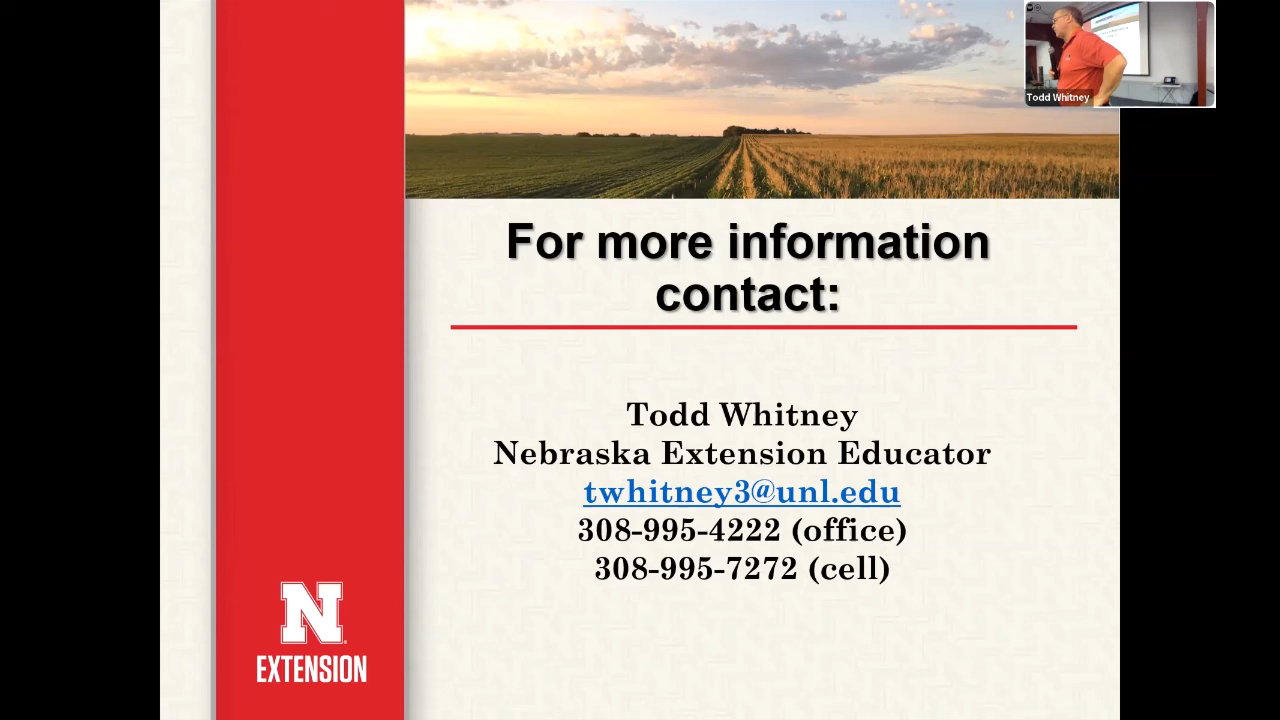 Todd Whitney
For more information
contact:
Todd Whitney
Nebraska Extension Educator
twhitney3@unl.edu
308-995-4222 (office)
308-995-7272 (cell)
N
EXTENSION